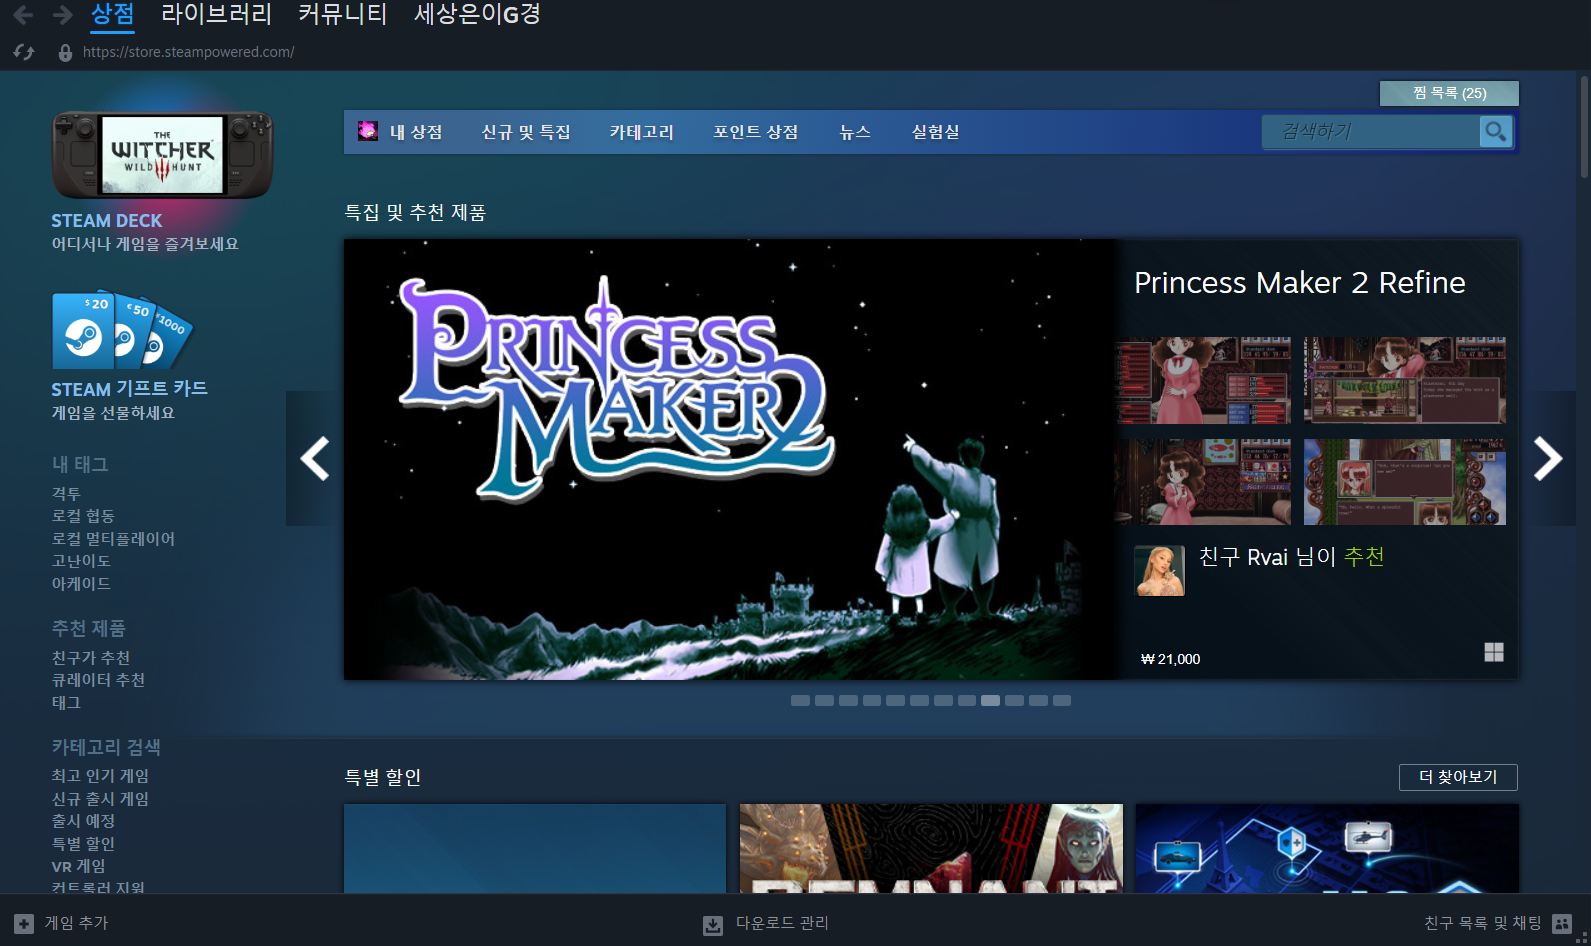 상점 라이브러리 커뮤니티 세상은이G경
https://store.steampowered.com/
찜 목록 (25)
내 상점 신규 및 특집 카테고리 포인트 상점 뉴스 실험실 검색하기
THE
WITCHER
WILD HUNT
STEAM DECK
어디서나 게임을 즐겨보세요
$20 €50 ¥1000
STEAM 기프트 카드
게임을 선물하세요
내 태그
격투
로컬 협동
로컬 멀티플레이어
고난이도
아케이드
추천 제품
친구가 추천
큐레이터 추천
태그
카테고리 검색
최고 인기 게임
신규 출시 게임
출시 예정
특별 할인
VR 게임
컨트롤러 지원
특집 및 추천 제품
PRINCESS
MAKER 2
Princess Maker 2 Refine
친구 Rvai 님이 추천
₩ 21,000
특별 할인 더 찾아보기
REMNANT
게임 추가 다운로드 관리 친구 목록 및 채팅